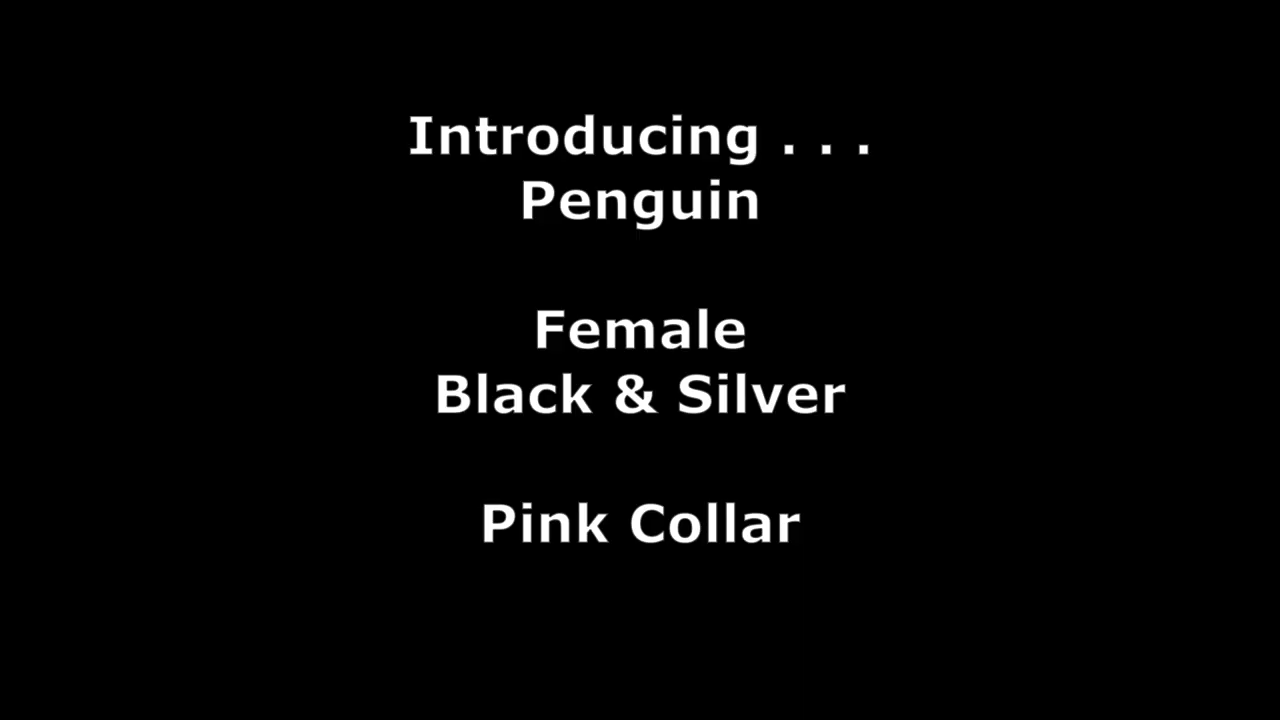 Introducing . . .
Penguin
Female
Black & Silver
Pink Collar